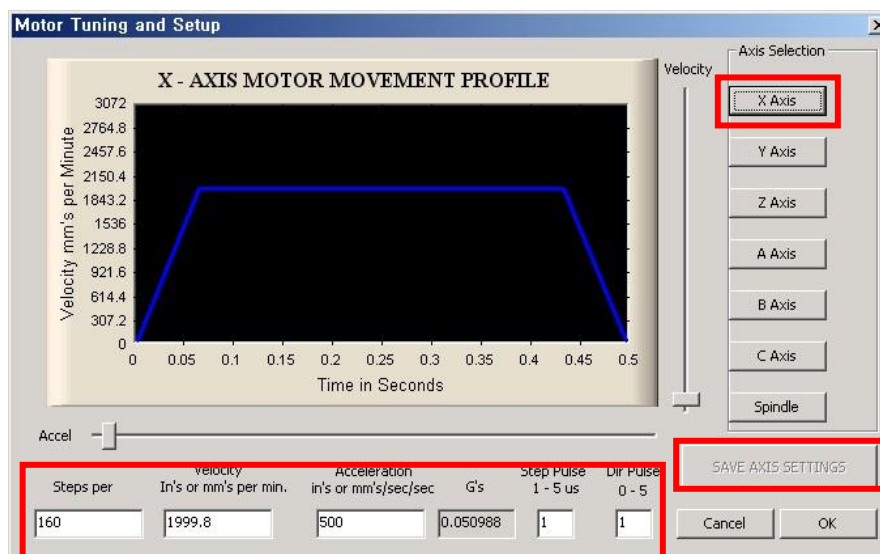 Motor Tuning and Setup
X - AXIS MOTOR MOVEMENT PROFILE
Velocity mm's per Minute
3072
2764.8
2457.6
2150.4
1843.2
1536
1228.8
921.6
614.4
307.2
0
0 0.05 0.1 0.15 0.2 0.25 0.3 0.35 0.4 0.45 0.5
Time in Seconds
Velocity
Axis Selection
X Axis
Y Axis
Z Axis
A Axis
B Axis
C Axis
Spindle
Accel
Steps per
Velocity
In's or mm's per min.
Acceleration
in's or mm's/sec/sec
G's
Step Pulse
1 - 5 us
Dir Pulse
0 - 5
160
1999.8
500
0.050988
1
1
SAVE AXIS SETTINGS
Cancel
OK